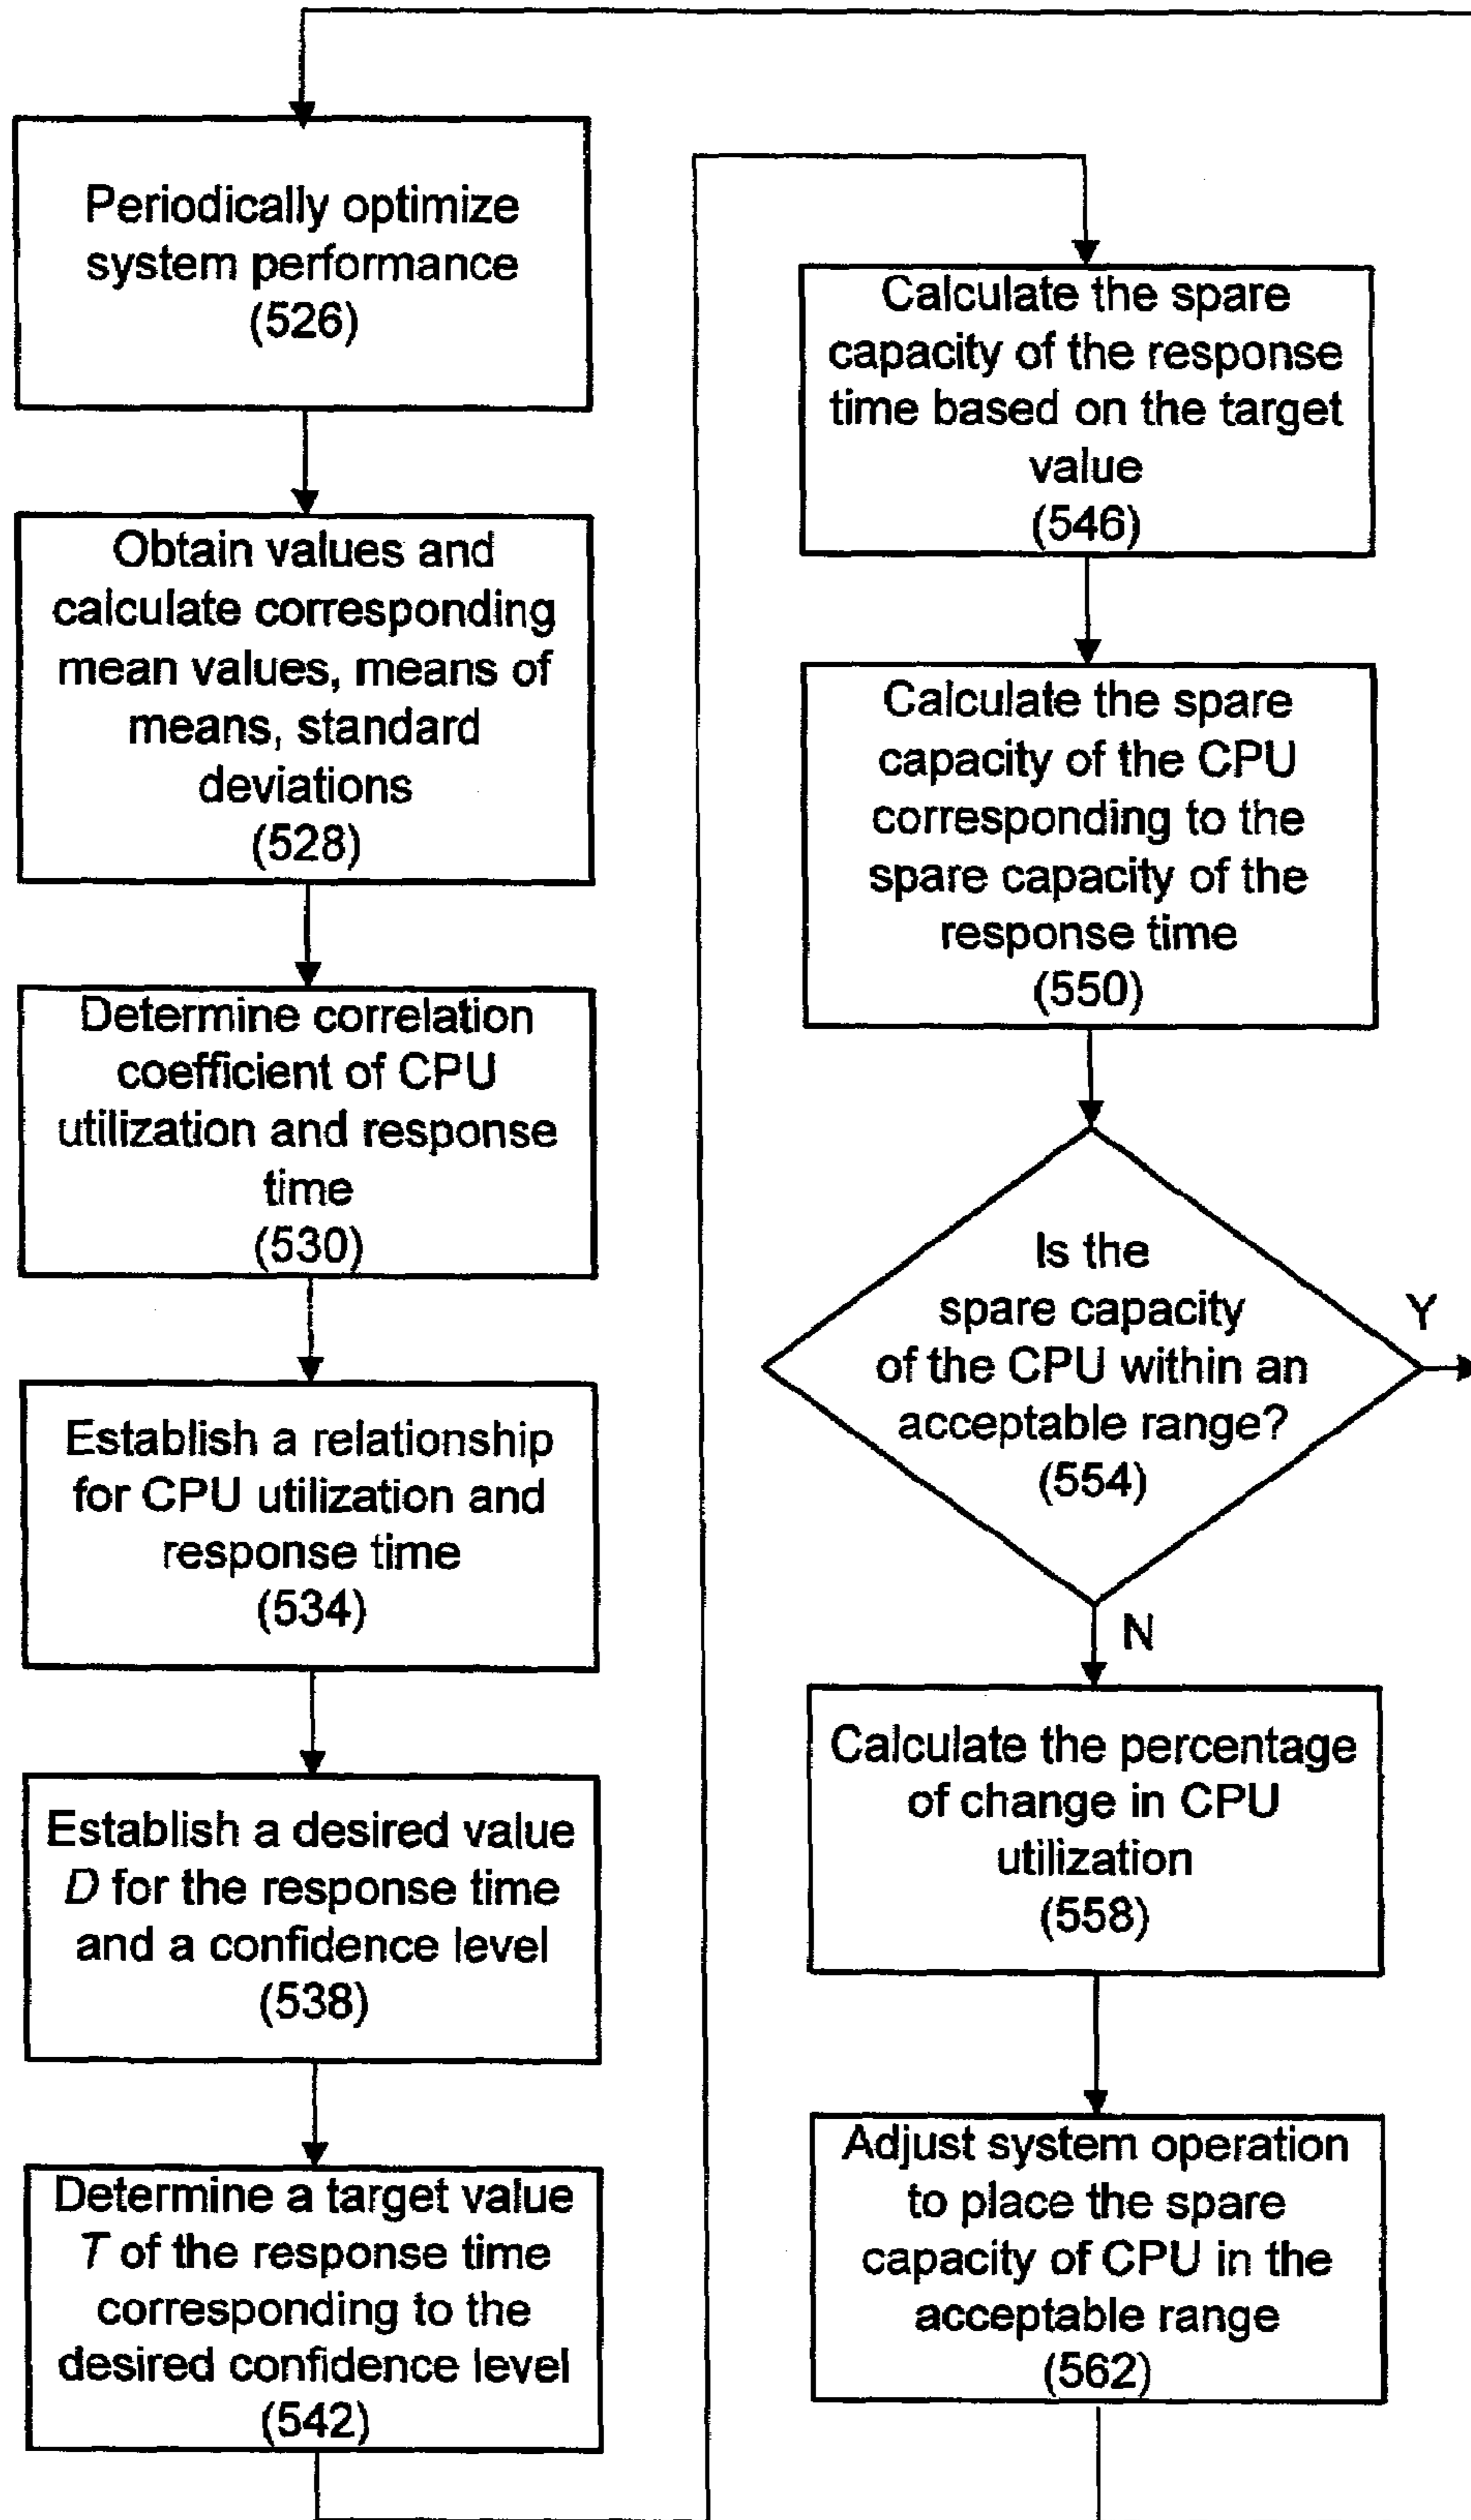 Periodically optimize
system performance
(526)
Obtain values and
calculate corresponding
mean values, means of
means, standard
deviations
(528)
Determine correlation
coefficient of CPU
utilization and response
time
(530)
Establish a relationship
for CPU utilization and
response time
(534)
Establish a desired value
D for the response time
and a confidence level
(538)
Determine a target value
T of the response time
corresponding to the
desired confidence level
(542)
Calculate the spare
capacity of the response
time based on the target
value
(546)
Calculate the spare
capacity of the CPU
corresponding to the
spare capacity of the
response time
(550)
Is the
spare capacity
of the CPU within an
acceptable range?
(554)
Y
N
Calculate the percentage
of change in CPU
utilization
(558)
Adjust system operation
to place the spare
capacity of CPU in the
acceptable range
(562)